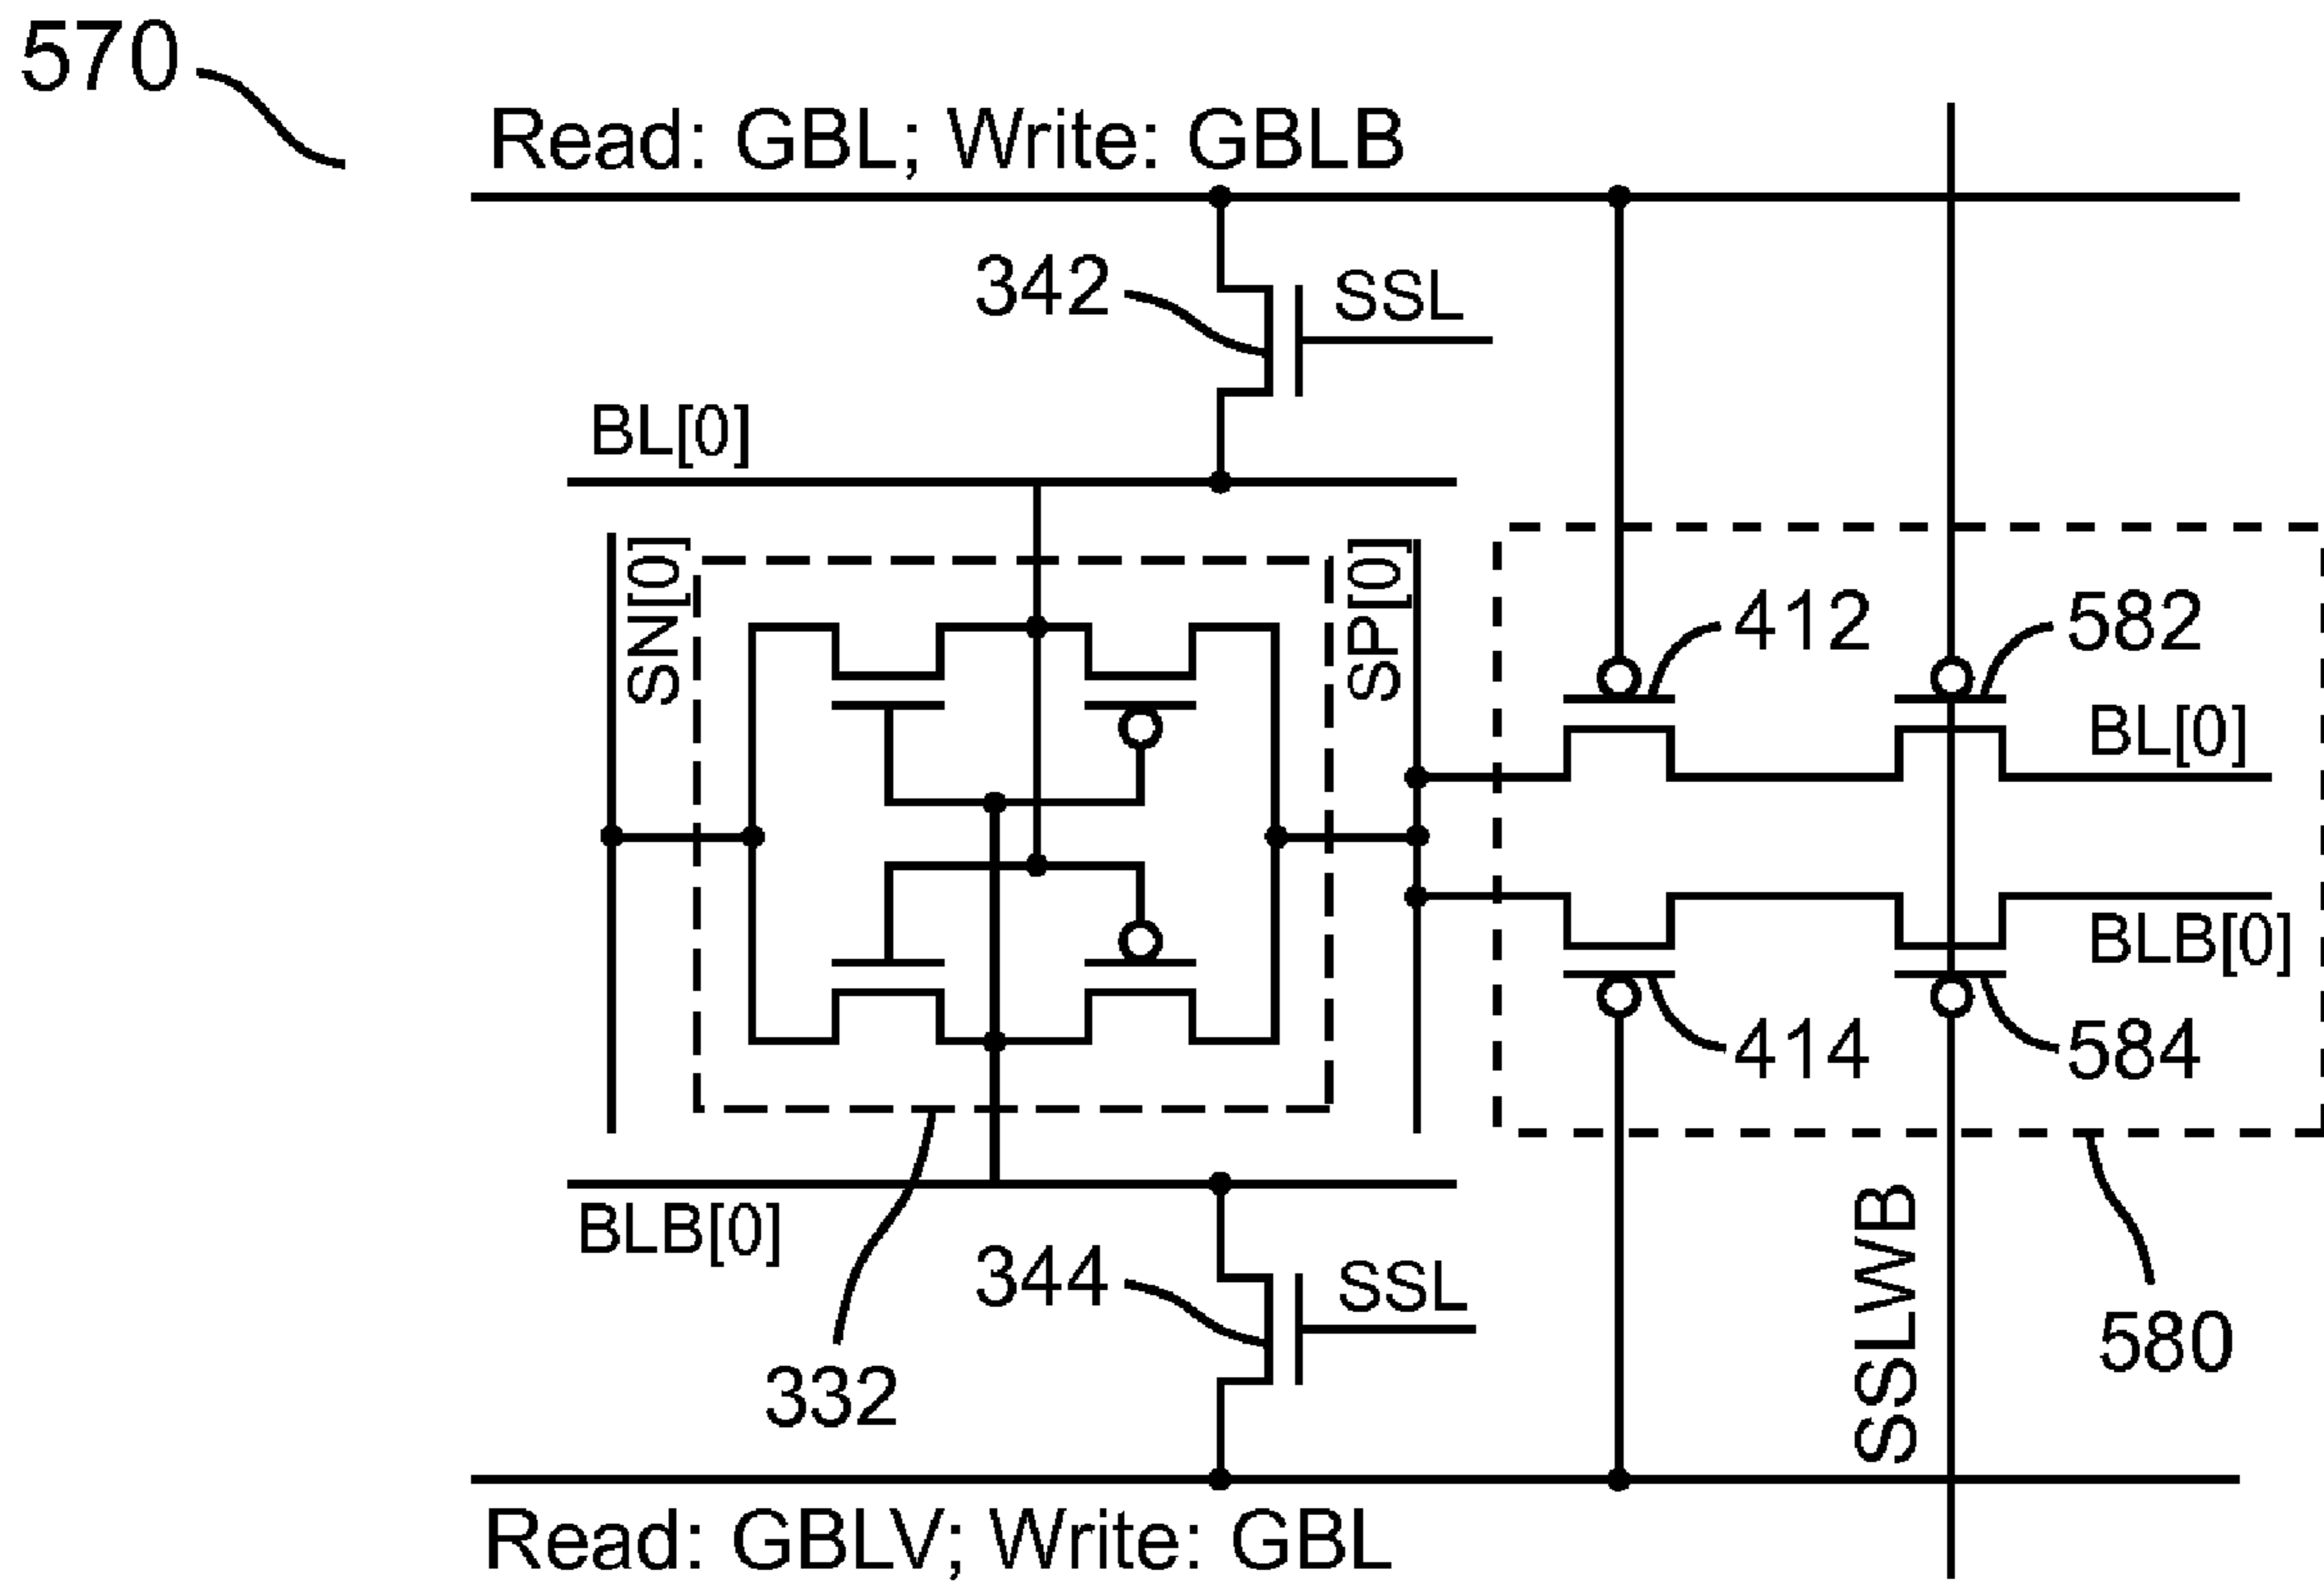 570
Read: GBL; Write: GBLB
342
SSL
BL[0]
SN[0]
SP[0]
412
582
BL[0]
BLB[0]
414
584
BLB[0]
344
SSL
SSLWB
580
332
Read: GBLV; Write: GBL